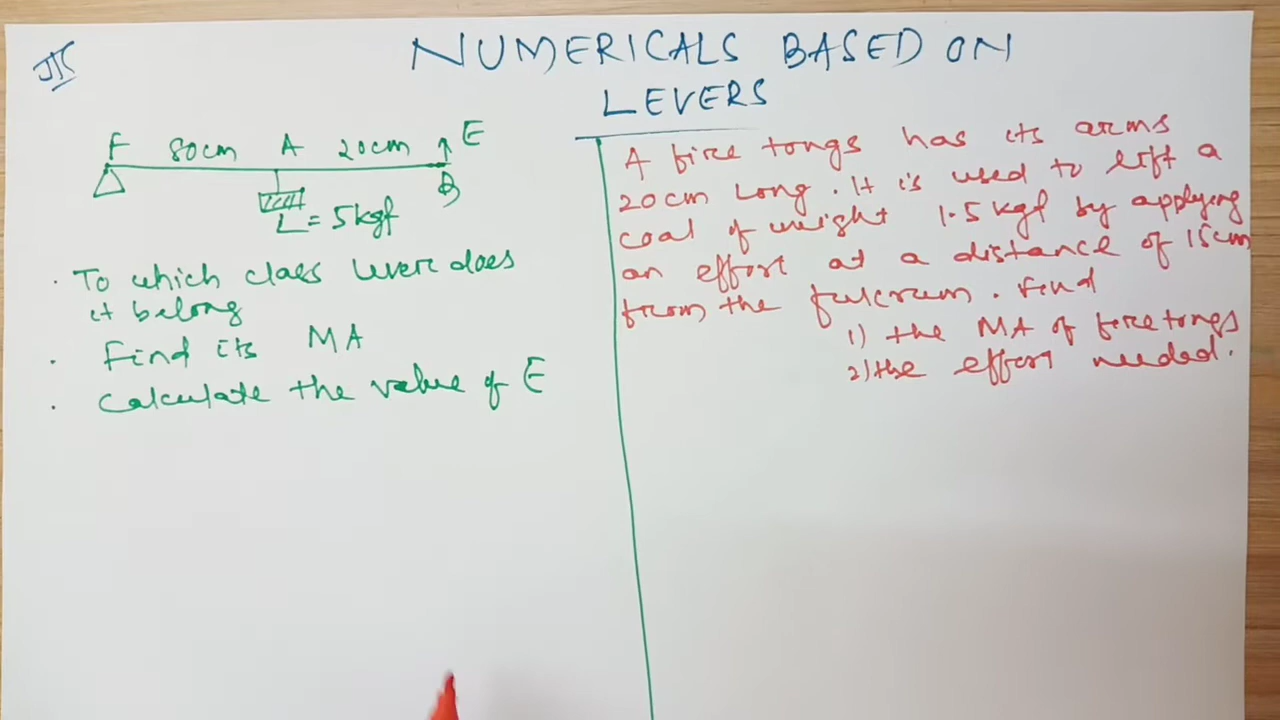 NUMERICALS BASED ON
LEVERS
F 80cm A 20cm E
B
L = 5kgf
. To which class lever does
it belong
. Find its MA
. Calculate the value of E
A fire tongs has its arms
20cm long. It is used to lift a
coal of weight 1.5kgf by applying
an effort at a distance of 15cm
from the fulcrum. Find
1) the MA of fire tongs
2) the effort needed.